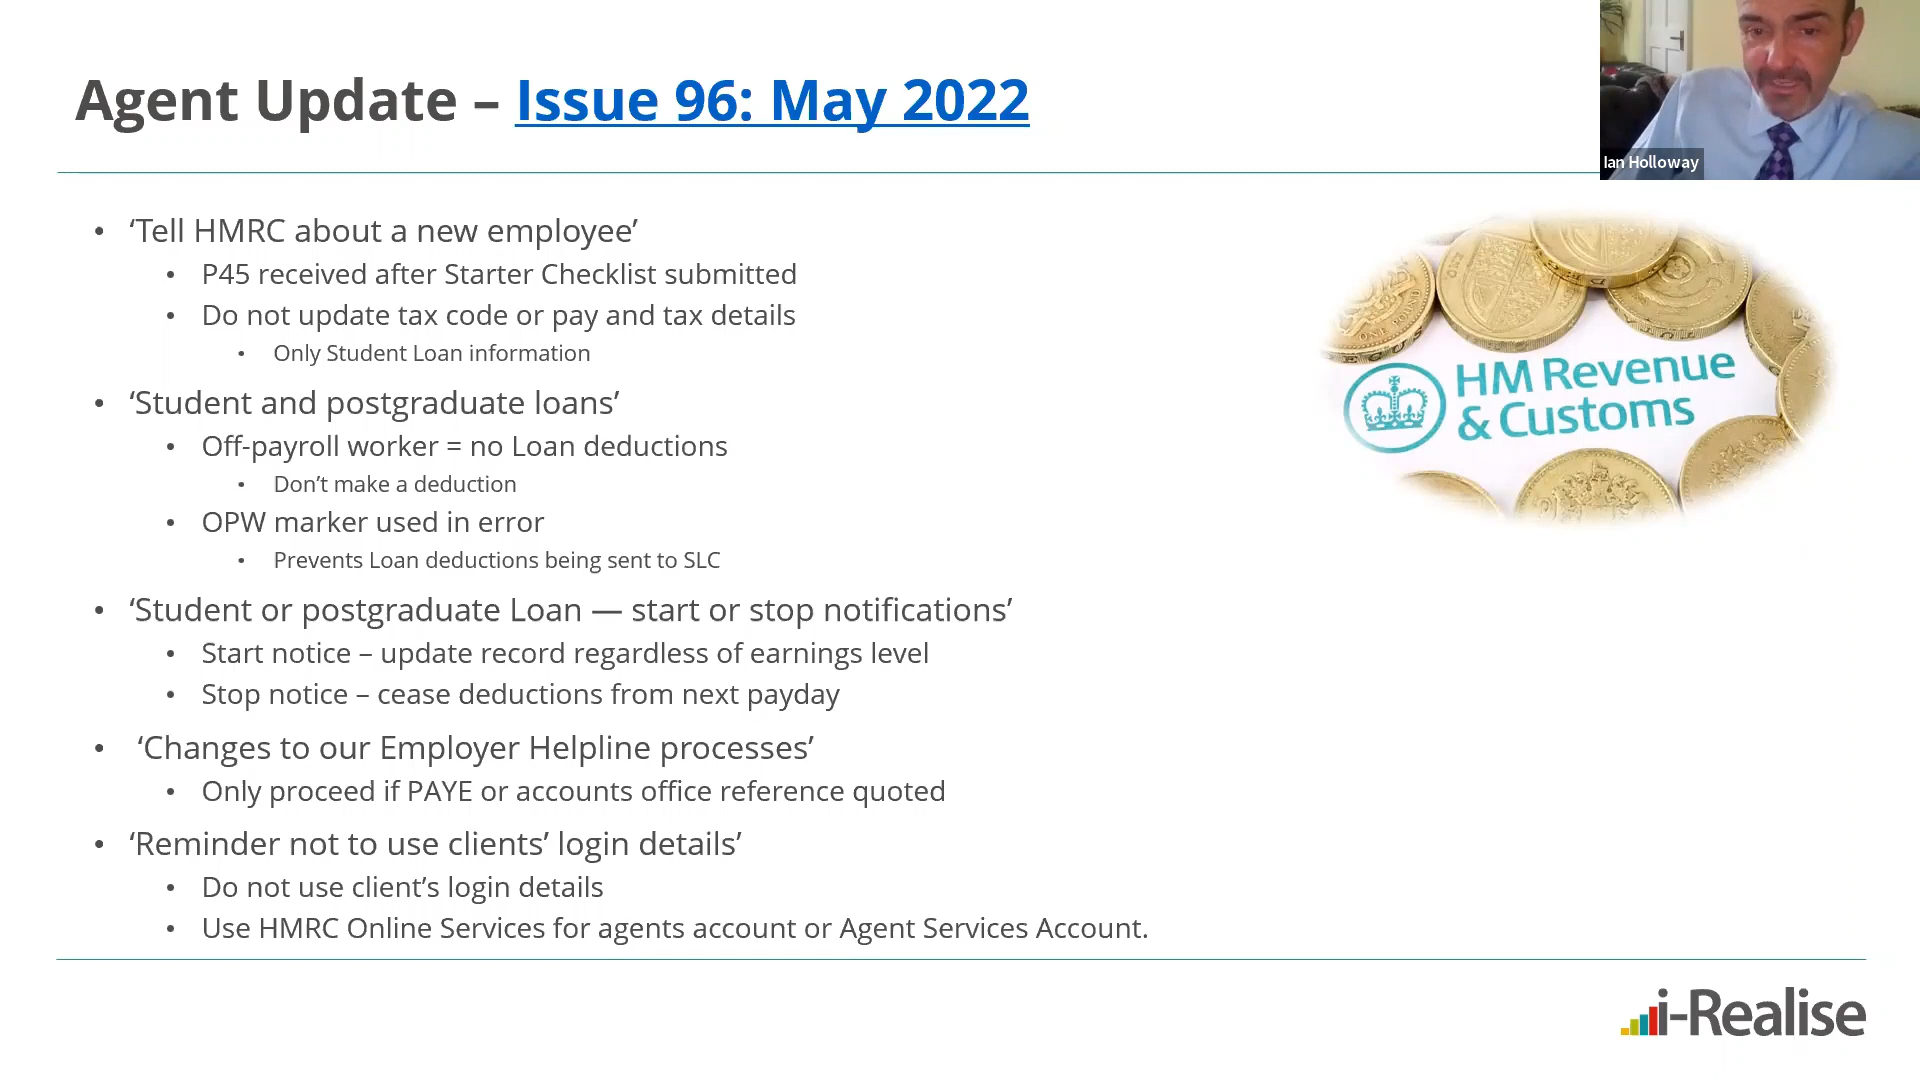 Agent Update – Issue 96: May 2022
Ian Holloway
• ‘Tell HMRC about a new employee’
• P45 received after Starter Checklist submitted
• Do not update tax code or pay and tax details
• Only Student Loan information
• ‘Student and postgraduate loans’
• Off-payroll worker = no Loan deductions
• Don’t make a deduction
• OPW marker used in error
• Prevents Loan deductions being sent to SLC
• ‘Student or postgraduate Loan — start or stop notifications’
• Start notice – update record regardless of earnings level
• Stop notice – cease deductions from next payday
• ‘Changes to our Employer Helpline processes’
• Only proceed if PAYE or accounts office reference quoted
• ‘Reminder not to use clients’ login details’
• Do not use client’s login details
• Use HMRC Online Services for agents account or Agent Services Account.
ONE POUND
HM Revenue
& Customs
i-Realise